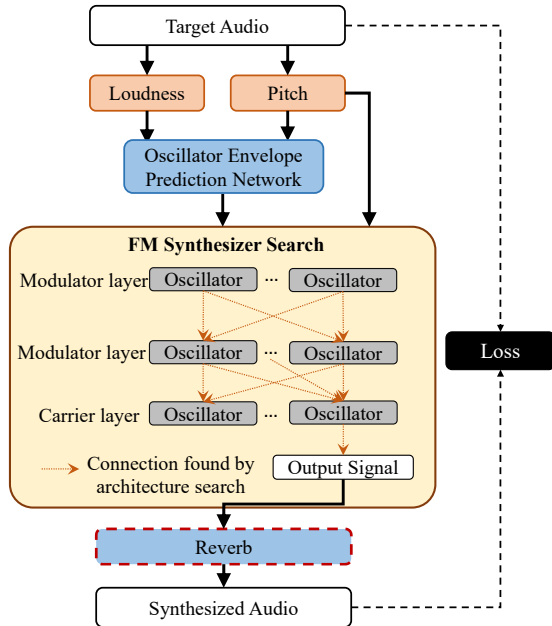 Target Audio
Loudness
Pitch
Oscillator Envelope
Prediction Network
FM Synthesizer Search
Modulator layer Oscillator ··· Oscillator
Modulator layer Oscillator ··· Oscillator
Loss
Carrier layer Oscillator ··· Oscillator
Connection found by
architecture search
Output Signal
Reverb
Synthesized Audio